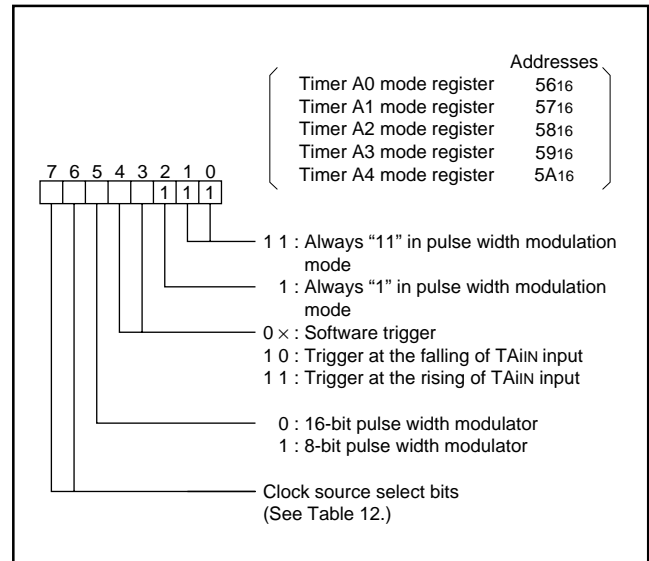 Addresses
Timer A0 mode register 5616
Timer A1 mode register 5716
Timer A2 mode register 5816
Timer A3 mode register 5916
Timer A4 mode register 5A16
7 6 5 4 3 2 1 0
1 1 1
1 1 : Always “11” in pulse width modulation
mode
1 : Always “1” in pulse width modulation
mode
0 × : Software trigger
1 0 : Trigger at the falling of TAiIN input
1 1 : Trigger at the rising of TAiIN input
0 : 16-bit pulse width modulator
1 : 8-bit pulse width modulator
Clock source select bits
(See Table 12.)